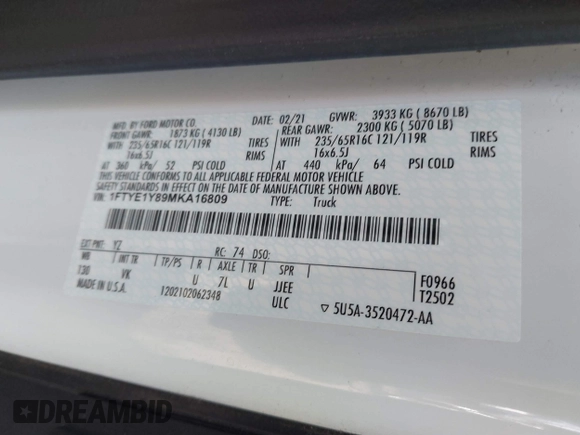 MFD. BY FORD MOTOR CO. DATE: 02/21 GVWR: 3933 KG ( 8670 LB)
FRONT GAWR: 1873 KG ( 4130 LB) REAR GAWR: 2300 KG ( 5070 LB)
WITH 235/65R16C 121/119R TIRES WITH 235/65R16C 121/119R TIRES
16x6.5J RIMS 16x6.5J RIMS
AT 360 kPa/ 52 PSI COLD AT 440 kPa/ 64 PSI COLD
THIS VEHICLE CONFORMS TO ALL APPLICABLE FEDERAL MOTOR VEHICLE SAFETY STANDARDS IN EFFECT ON THE
DATE OF MANUFACTURE SHOWN ABOVE.
VIN: 1FTYE1Y89MKA16809 TYPE: Truck
EXT PNT: YZ RC: 74 DSO:
WB INT TR TP/PS R AXLE TR SPR F0966
130 VK U 7L U JJEE T2502
MADE IN U.S.A. 1202102062348 ULC ▽ 5U5A-3520472-AA
DREAMBID